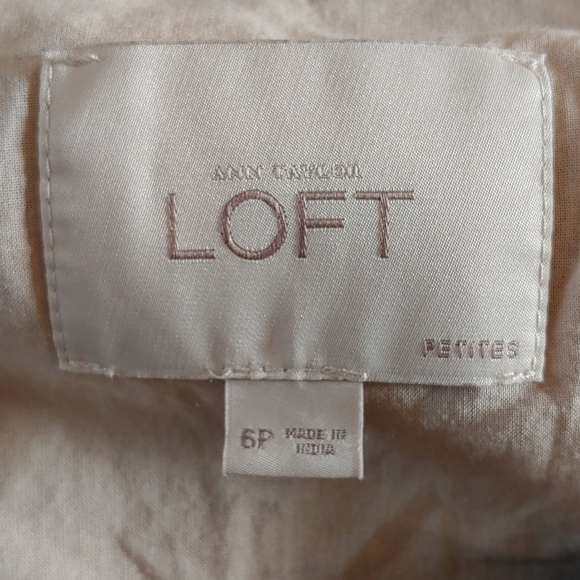 ANN TAYLOR
LOFT
PETITES
6P MADE IN
INDIA